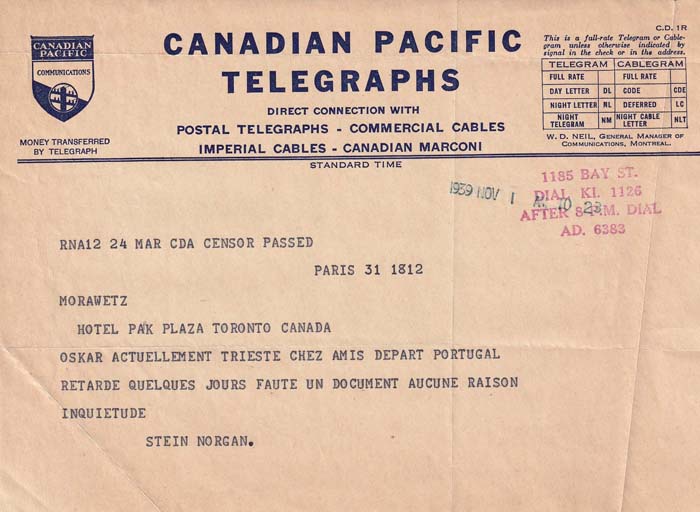 CANADIAN
PACIFIC
COMMUNICATIONS
MONEY TRANSFERRED
BY TELEGRAPH
CANADIAN PACIFIC
TELEGRAPHS
DIRECT CONNECTION WITH
POSTAL TELEGRAPHS - COMMERCIAL CABLES
IMPERIAL CABLES - CANADIAN MARCONI
STANDARD TIME
C.D. 1R
This is a full-rate Telegram or Cable-
gram unless otherwise indicated by
signal in the check or in the address.
TELEGRAM CABLEGRAM
FULL RATE FULL RATE
DAY LETTER DL CODE CDE
NIGHT LETTER NL DEFERRED LC
NIGHT TELEGRAM NM NIGHT CABLE LETTER NLT
W. D. NEIL, GENERAL MANAGER OF
COMMUNICATIONS, MONTREAL.
1185 BAY ST.
DIAL KI. 1126
AFTER 8 P.M. DIAL
AD. 6383
1939 NOV 1 A. 10 23
RNA12 24 MAR CDA CENSOR PASSED
PARIS 31 1812
MORAWETZ
HOTEL PAK PLAZA TORONTO CANADA
OSKAR ACTUELLEMENT TRIESTE CHEZ AMIS DEPART PORTUGAL
RETARDE QUELQUES JOURS FAUTE UN DOCUMENT AUCUNE RAISON
INQUIETUDE
STEIN NORGAN.